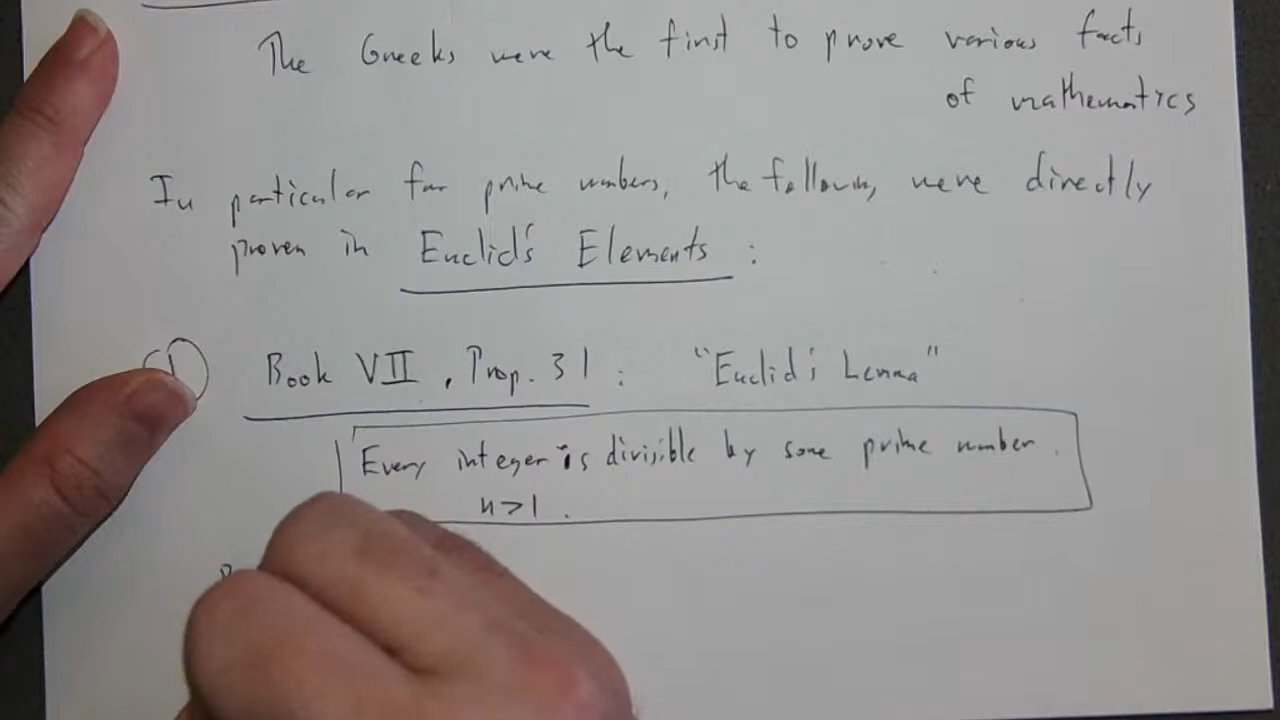 The Greeks were the first to prove various facts
of mathematics
In particular for prime numbers, the following were directly
proven in Euclid's Elements :
1 Book VII, Prop. 31 : "Euclid's Lemma"
Every integer is divisible by some prime number.
n>1.